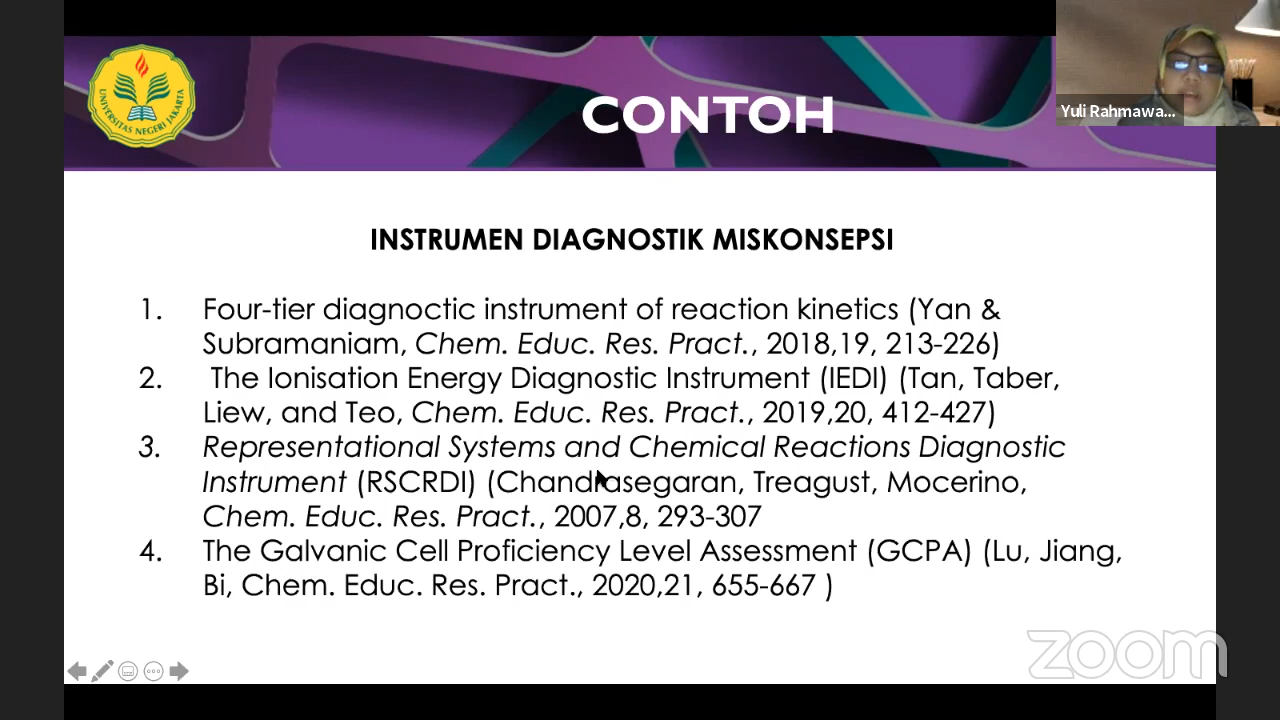 UNIVERSITAS NEGERI JAKARTA
CONTOH
Yuli Rahmawa...
INSTRUMEN DIAGNOSTIK MISKONSEPSI
1. Four-tier diagnoctic instrument of reaction kinetics (Yan &
Subramaniam, Chem. Educ. Res. Pract., 2018,19, 213-226)
2. The Ionisation Energy Diagnostic Instrument (IEDI) (Tan, Taber,
Liew, and Teo, Chem. Educ. Res. Pract., 2019,20, 412-427)
3. Representational Systems and Chemical Reactions Diagnostic
Instrument (RSCRDI) (Chandrasegaran, Treagust, Mocerino,
Chem. Educ. Res. Pract., 2007,8, 293-307
4. The Galvanic Cell Proficiency Level Assessment (GCPA) (Lu, Jiang,
Bi, Chem. Educ. Res. Pract., 2020,21, 655-667 )
zoom